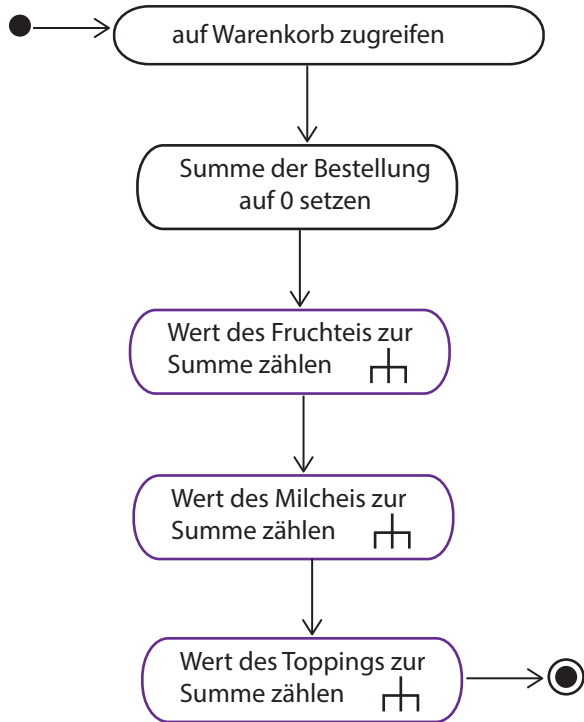 auf Warenkorb zugreifen
Summe der Bestellung
auf 0 setzen
Wert des Fruchteis zur
Summe zählen
Wert des Milcheis zur
Summe zählen
Wert des Toppings zur
Summe zählen